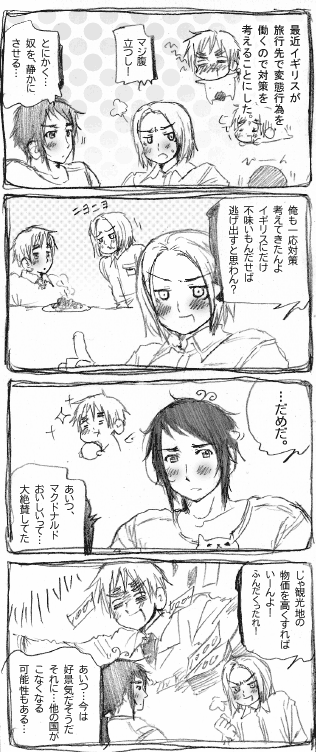 最近イギリスが
旅行先で変態行為を
働くので対策を
考えることにした。
マジ腹
立つし!
とにかく…
奴を、静かに
させる…
俺も一応対策
考えてきたんよ
イギリスにだけ
不味いもんだせば
逃げ出すと思わん?
ニヨニヨ
…だめだ。
あいつ、
マクドナルド
おいしいって…
大絶賛してた
じゃ観光地の
物価を高くすれば
いーんよー!
ふんだくったれ!
あいつ…今は
好景気だそうだ
それに…他の国が
こなくなる
可能性もある…